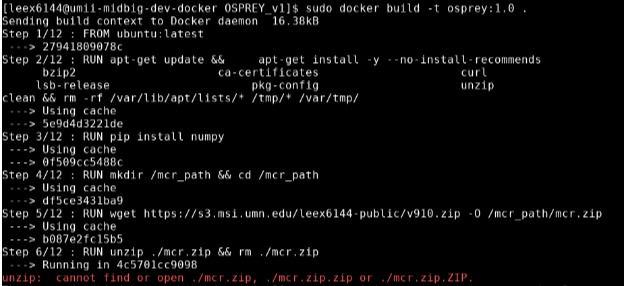 [leex6144@umii-midbig-dev-docker OSPREY_v1]$ sudo docker build -t osprey:1.0 .
Sending build context to Docker daemon  16.38kB
Step 1/12 : FROM ubuntu:latest
 ---> 27941809078c
Step 2/12 : RUN apt-get update &&     apt-get install -y --no-install-recommends
bzip2                     ca-certificates                     curl
lsb-release                     pkg-config                     unzip
clean && rm -rf /var/lib/apt/lists/* /tmp/* /var/tmp/
 ---> Using cache
 ---> 5e9d4d3221de
Step 3/12 : RUN pip install numpy
 ---> Using cache
 ---> 0f509cc5488c
Step 4/12 : RUN mkdir /mcr_path && cd /mcr_path
 ---> Using cache
 ---> df5ce3431ba9
Step 5/12 : RUN wget https://s3.msi.umn.edu/leex6144-public/v910.zip -O /mcr_path/mcr.zip
 ---> Using cache
 ---> b087e2fc15b5
Step 6/12 : RUN unzip ./mcr.zip && rm ./mcr.zip
 ---> Running in 4c5701cc9098
unzip:  cannot find or open ./mcr.zip, ./mcr.zip.zip or ./mcr.zip.ZIP.